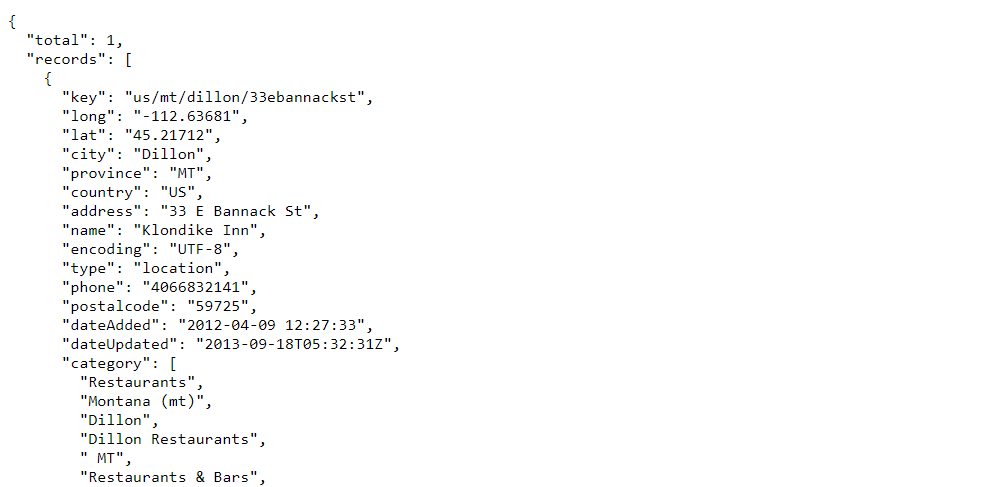 {
  "total": 1,
  "records": [
    {
      "key": "us/mt/dillon/33ebannackst",
      "long": "-112.63681",
      "lat": "45.21712",
      "city": "Dillon",
      "province": "MT",
      "country": "US",
      "address": "33 E Bannack St",
      "name": "Klondike Inn",
      "encoding": "UTF-8",
      "type": "location",
      "phone": "4066832141",
      "postalcode": "59725",
      "dateAdded": "2012-04-09 12:27:33",
      "dateUpdated": "2013-09-18T05:32:31Z",
      "category": [
        "Restaurants",
        "Montana (mt)",
        "Dillon",
        "Dillon Restaurants",
        " MT",
        "Restaurants & Bars",